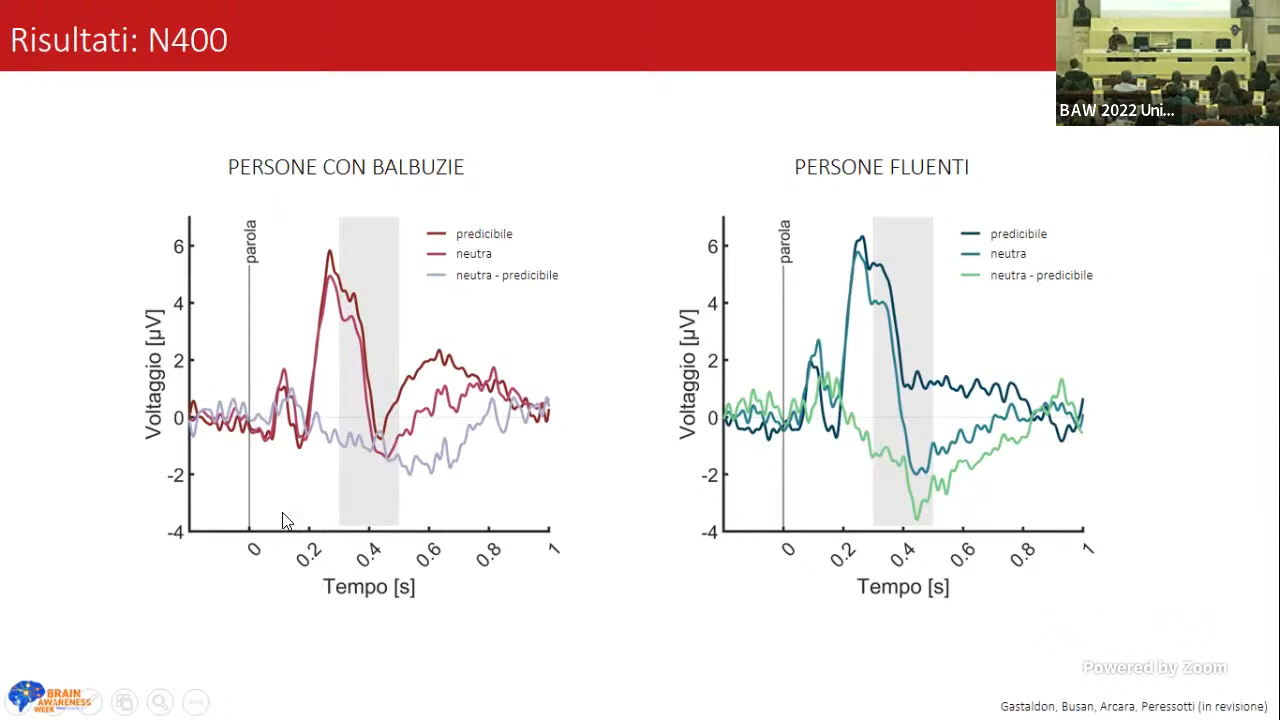 Risultati: N400
BAW 2022 Uni...
PERSONE CON BALBUZIE
parola
predicibile
neutra
neutra - predicibile
6
4
2
0
-2
-4
Voltaggio [µV]
0
0.2
0.4
0.6
0.8
1
Tempo [s]
PERSONE FLUENTI
parola
predicibile
neutra
neutra - predicibile
6
4
2
0
-2
-4
Voltaggio [µV]
0
0.2
0.4
0.6
0.8
1
Tempo [s]
Powered by Zoom
BRAIN
AWARENESS
WEEK
Gastaldon, Busan, Arcara, Peressotti (in revisione)